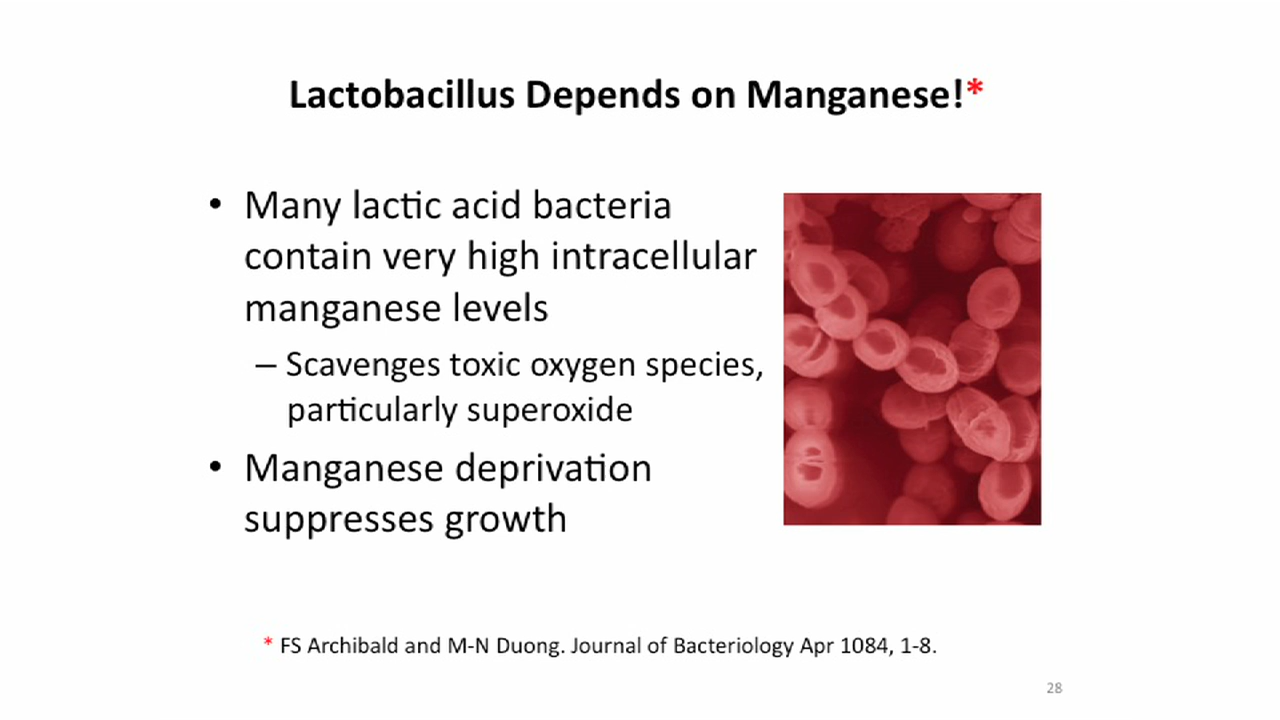 Lactobacillus Depends on Manganese!*
• Many lactic acid bacteria
contain very high intracellular
manganese levels
– Scavenges toxic oxygen species,
particularly superoxide
• Manganese deprivation
suppresses growth
* FS Archibald and M-N Duong. Journal of Bacteriology Apr 1084, 1-8.
28